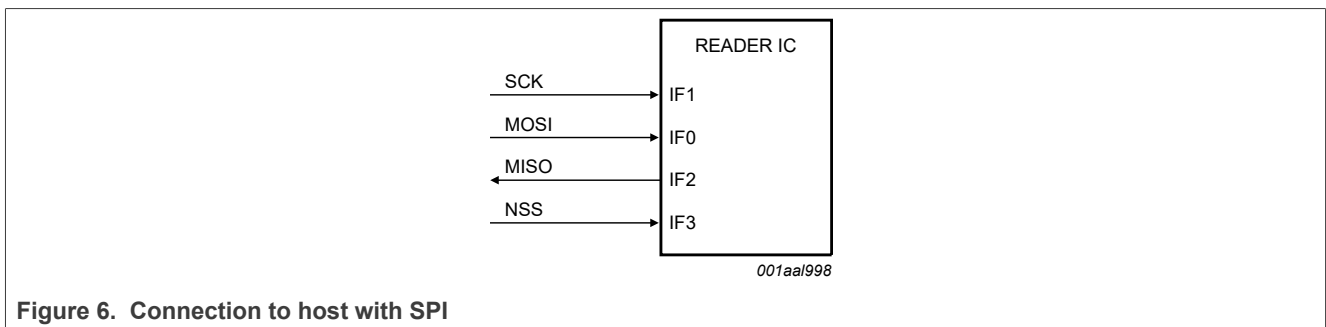 READER IC
SCK
IF1
MOSI
IF0
MISO
IF2
NSS
IF3
001aal998
Figure 6. Connection to host with SPI